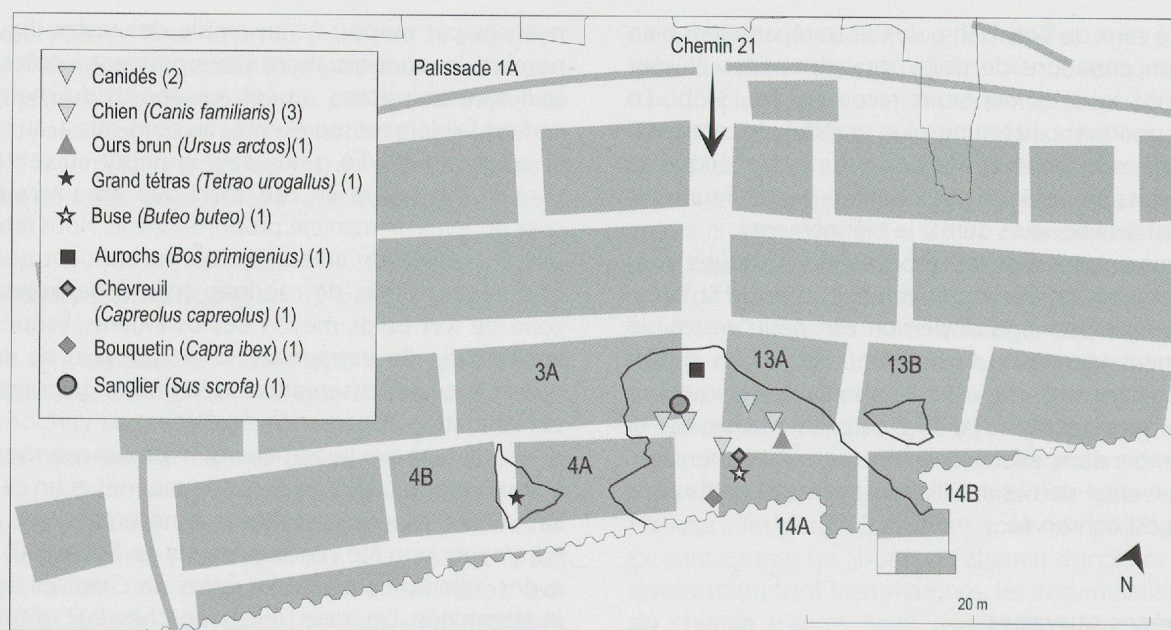 Chemin 21
Palissade 1A
Canidés (2)
Chien (Canis familiaris) (3)
Ours brun (Ursus arctos)(1)
Grand tétras (Tetrao urogallus) (1)
Buse (Buteo buteo) (1)
Aurochs (Bos primigenius) (1)
Chevreuil
(Capreolus capreolus) (1)
Bouquetin (Capra ibex) (1)
Sanglier (Sus scrofa) (1)
3A
13A
13B
4B
4A
14B
14A
N
20 m